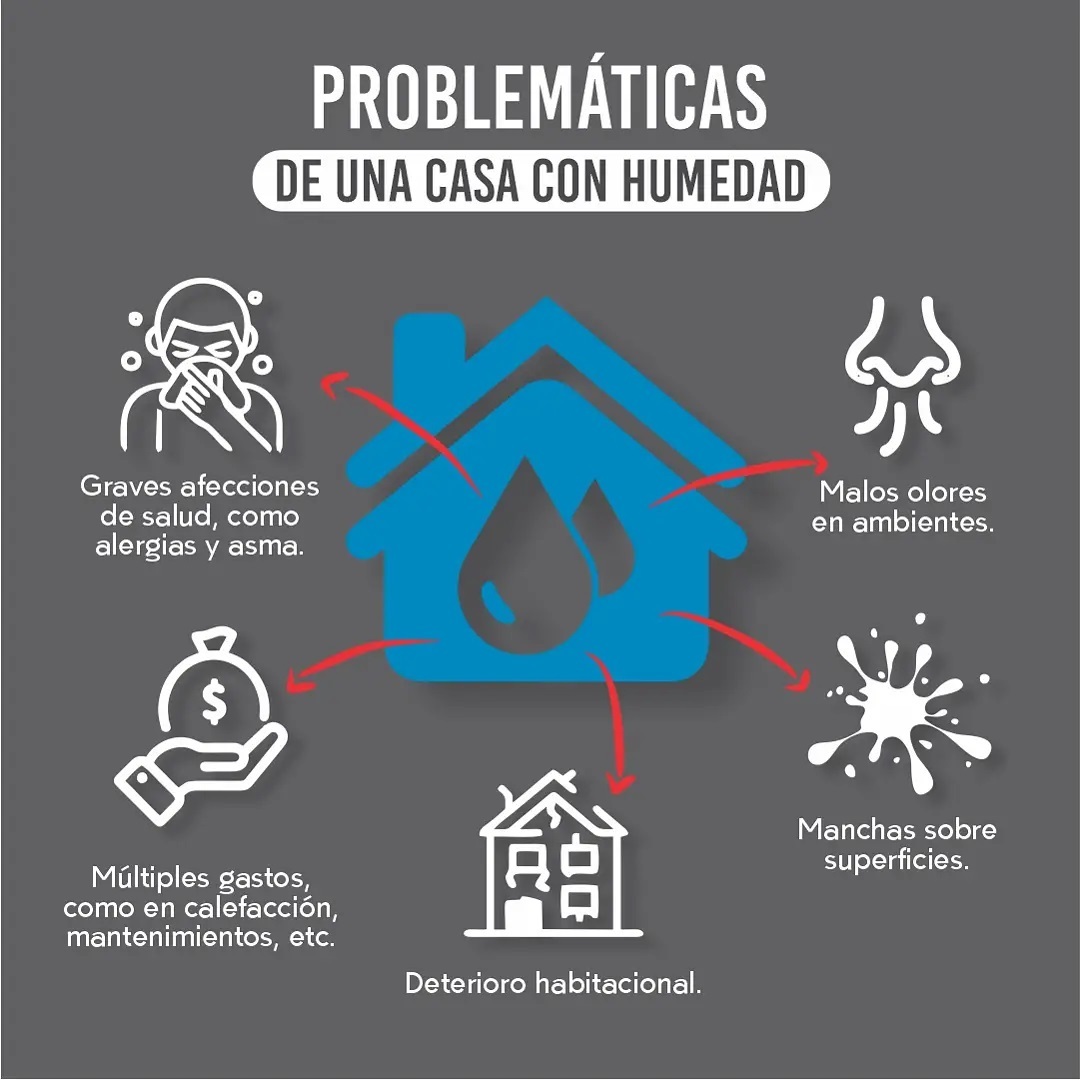 PROBLEMÁTICAS
DE UNA CASA CON HUMEDAD
Graves afecciones
de salud, como
alergias y asma.
Malos olores
en ambientes.
$
Múltiples gastos,
como en calefacción,
mantenimientos, etc.
Manchas sobre
superficies.
Deterioro habitacional.